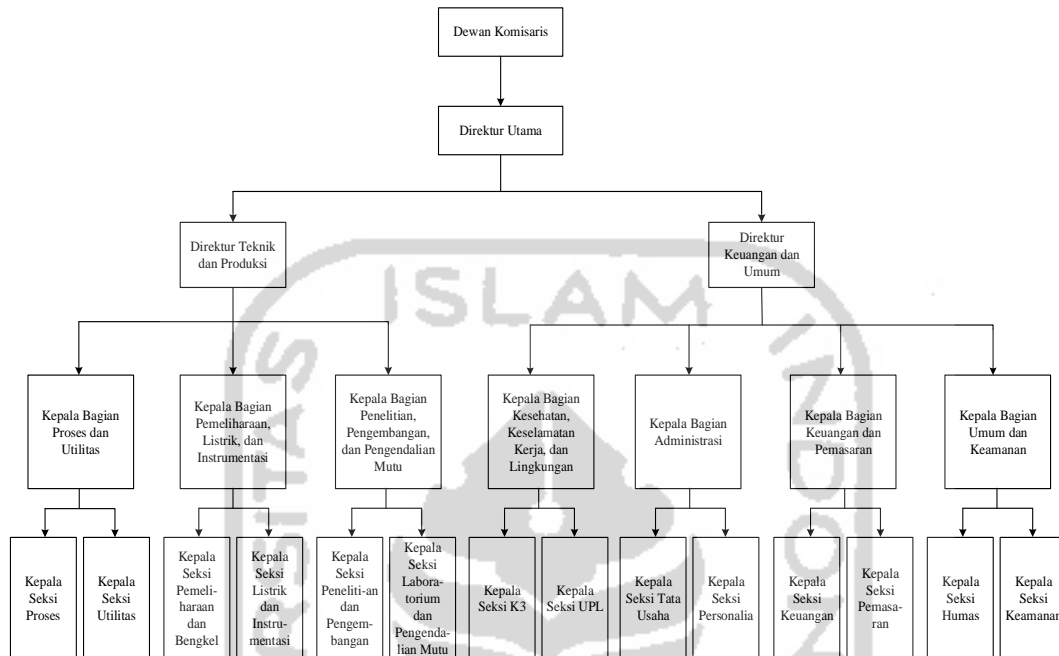 Dewan Komisaris
Direktur Utama
Direktur Teknik
dan Produksi
Direktur
Keuangan dan
Umum
Kepala Bagian
Proses dan
Utilitas
Kepala Bagian
Pemeliharaan,
Listrik, dan
Instrumentasi
Kepala Bagian
Penelitian,
Pengembangan,
dan Pengendalian
Mutu
Kepala Bagian
Kesehatan,
Keselamatan
Kerja, dan
Lingkungan
Kepala Bagian
Administrasi
Kepala Bagian
Keuangan dan
Pemasaran
Kepala Bagian
Umum dan
Keamanan
Kepala
Seksi
Proses
Kepala
Seksi
Utilitas
Kepala
Seksi
Pemeli-
haraan
dan
Bengkel
Kepala
Seksi
Listrik
dan
Instru-
mentasi
Kepala
Seksi
Peneliti-an
dan
Pengem-
bangan
Kepala
Seksi
Labora-
torium
dan
Pengenda-
lian Mutu
Kepala
Seksi K3
Kepala
Seksi UPL
Kepala
Seksi Tata
Usaha
Kepala
Seksi
Personalia
Kepala
Seksi
Keuangan
Kepala
Seksi
Pemasa-
ran
Kepala
Seksi
Humas
Kepala
Seksi
Keamanan
ISLAM